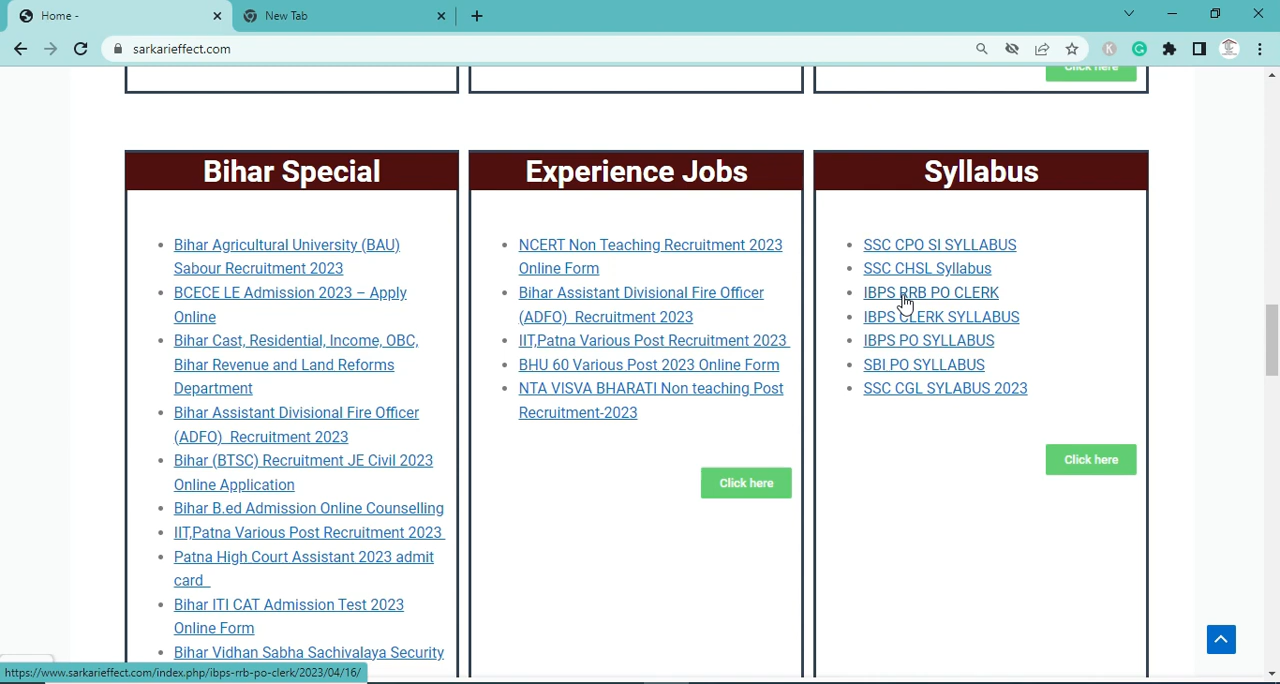 Home -
New Tab
sarkarieffect.com
Click here
Bihar Special
Bihar Agricultural University (BAU)
Sabour Recruitment 2023
BCECE LE Admission 2023 – Apply
Online
Bihar Cast, Residential, Income, OBC,
Bihar Revenue and Land Reforms
Department
Bihar Assistant Divisional Fire Officer
(ADFO) Recruitment 2023
Bihar (BTSC) Recruitment JE Civil 2023
Online Application
Bihar B.ed Admission Online Counselling
IIT,Patna Various Post Recruitment 2023
Patna High Court Assistant 2023 admit
card
Bihar ITI CAT Admission Test 2023
Online Form
Bihar Vidhan Sabha Sachivalaya Security
Experience Jobs
NCERT Non Teaching Recruitment 2023
Online Form
Bihar Assistant Divisional Fire Officer
(ADFO) Recruitment 2023
IIT,Patna Various Post Recruitment 2023
BHU 60 Various Post 2023 Online Form
NTA VISVA BHARATI Non teaching Post
Recruitment-2023
Click here
Syllabus
SSC CPO SI SYLLABUS
SSC CHSL Syllabus
IBPS RRB PO CLERK
IBPS CLERK SYLLABUS
IBPS PO SYLLABUS
SBI PO SYLLABUS
SSC CGL SYLABUS 2023
Click here
https://www.sarkarieffect.com/index.php/ibps-rrb-po-clerk/2023/04/16/